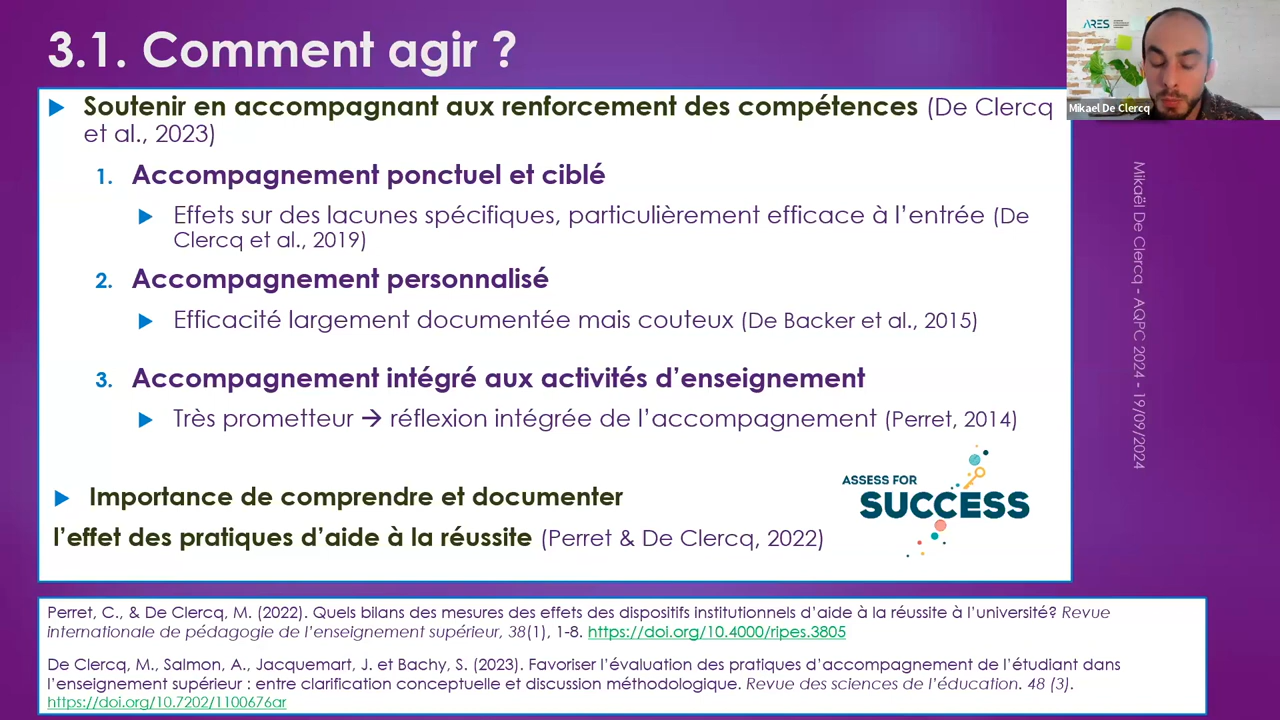 3.1. Comment agir ?
ARES
Mikael De Clercq
Soutenir en accompagnant aux renforcement des compétences (De Clercq
et al., 2023)
1. Accompagnement ponctuel et ciblé
Effets sur des lacunes spécifiques, particulièrement efficace à l’entrée (De
Clercq et al., 2019)
2. Accompagnement personnalisé
Efficacité largement documentée mais couteux (De Backer et al., 2015)
3. Accompagnement intégré aux activités d’enseignement
Très prometteur → réflexion intégrée de l’accompagnement (Perret, 2014)
Importance de comprendre et documenter
l’effet des pratiques d’aide à la réussite (Perret & De Clercq, 2022)
ASSESS FOR
SUCCESS
Mikaël De Clercq - AQPC 2024 - 19/09/2024
Perret, C., & De Clercq, M. (2022). Quels bilans des mesures des effets des dispositifs institutionnels d’aide à la réussite à l’université? Revue
internationale de pédagogie de l’enseignement supérieur, 38(1), 1-8. https://doi.org/10.4000/ripes.3805
De Clercq, M., Salmon, A., Jacquemart, J. et Bachy, S. (2023). Favoriser l’évaluation des pratiques d’accompagnement de l’étudiant dans
l’enseignement supérieur : entre clarification conceptuelle et discussion méthodologique. Revue des sciences de l’éducation. 48 (3).
https://doi.org/10.7202/1100676ar